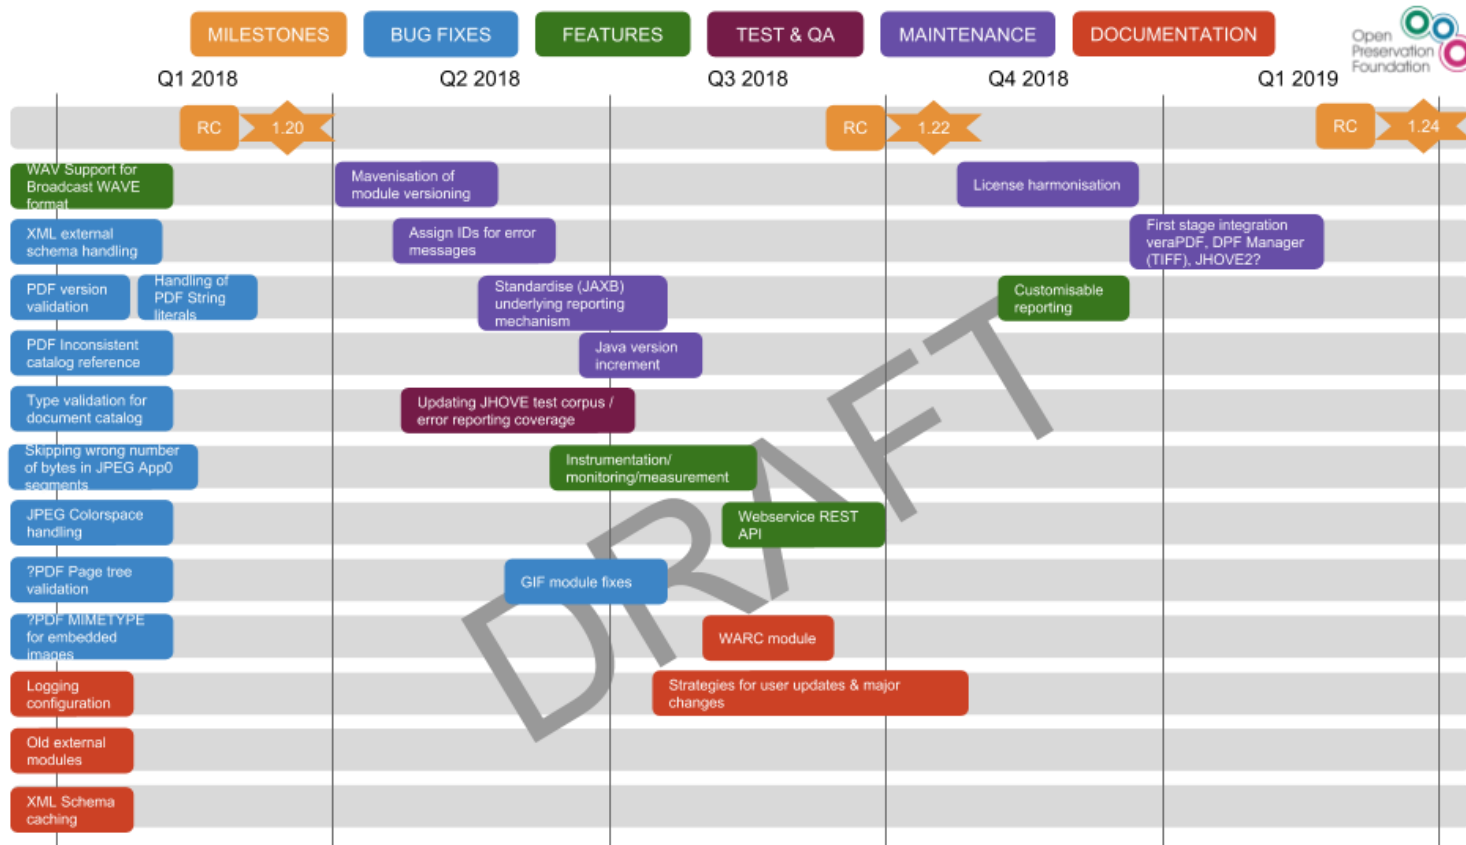 MILESTONES
BUG FIXES
FEATURES
TEST & QA
MAINTENANCE
DOCUMENTATION
Open
Preservation
Foundation
Q1 2018
Q2 2018
Q3 2018
Q4 2018
Q1 2019
RC
1.20
RC
1.22
RC
1.24
WAV Support for
Broadcast WAVE
format
Mavenisation of
module versioning
License harmonisation
XML external
schema handling
Assign IDs for error
messages
First stage integration
veraPDF, DPF Manager
(TIFF), JHOVE2?
PDF version
validation
Handling of
PDF String
literals
Standardise (JAXB)
underlying reporting
mechanism
Customisable
reporting
PDF Inconsistent
catalog reference
Java version
increment
Type validation for
document catalog
Updating JHOVE test corpus /
error reporting coverage
Skipping wrong number
of bytes in JPEG App0
segments
Instrumentation/
monitoring/measurement
JPEG Colorspace
handling
Webservice REST
API
?PDF Page tree
validation
GIF module fixes
?PDF MIMETYPE
for embedded
images
WARC module
Logging
configuration
Strategies for user updates & major
changes
Old external
modules
XML Schema
caching
DRAFT